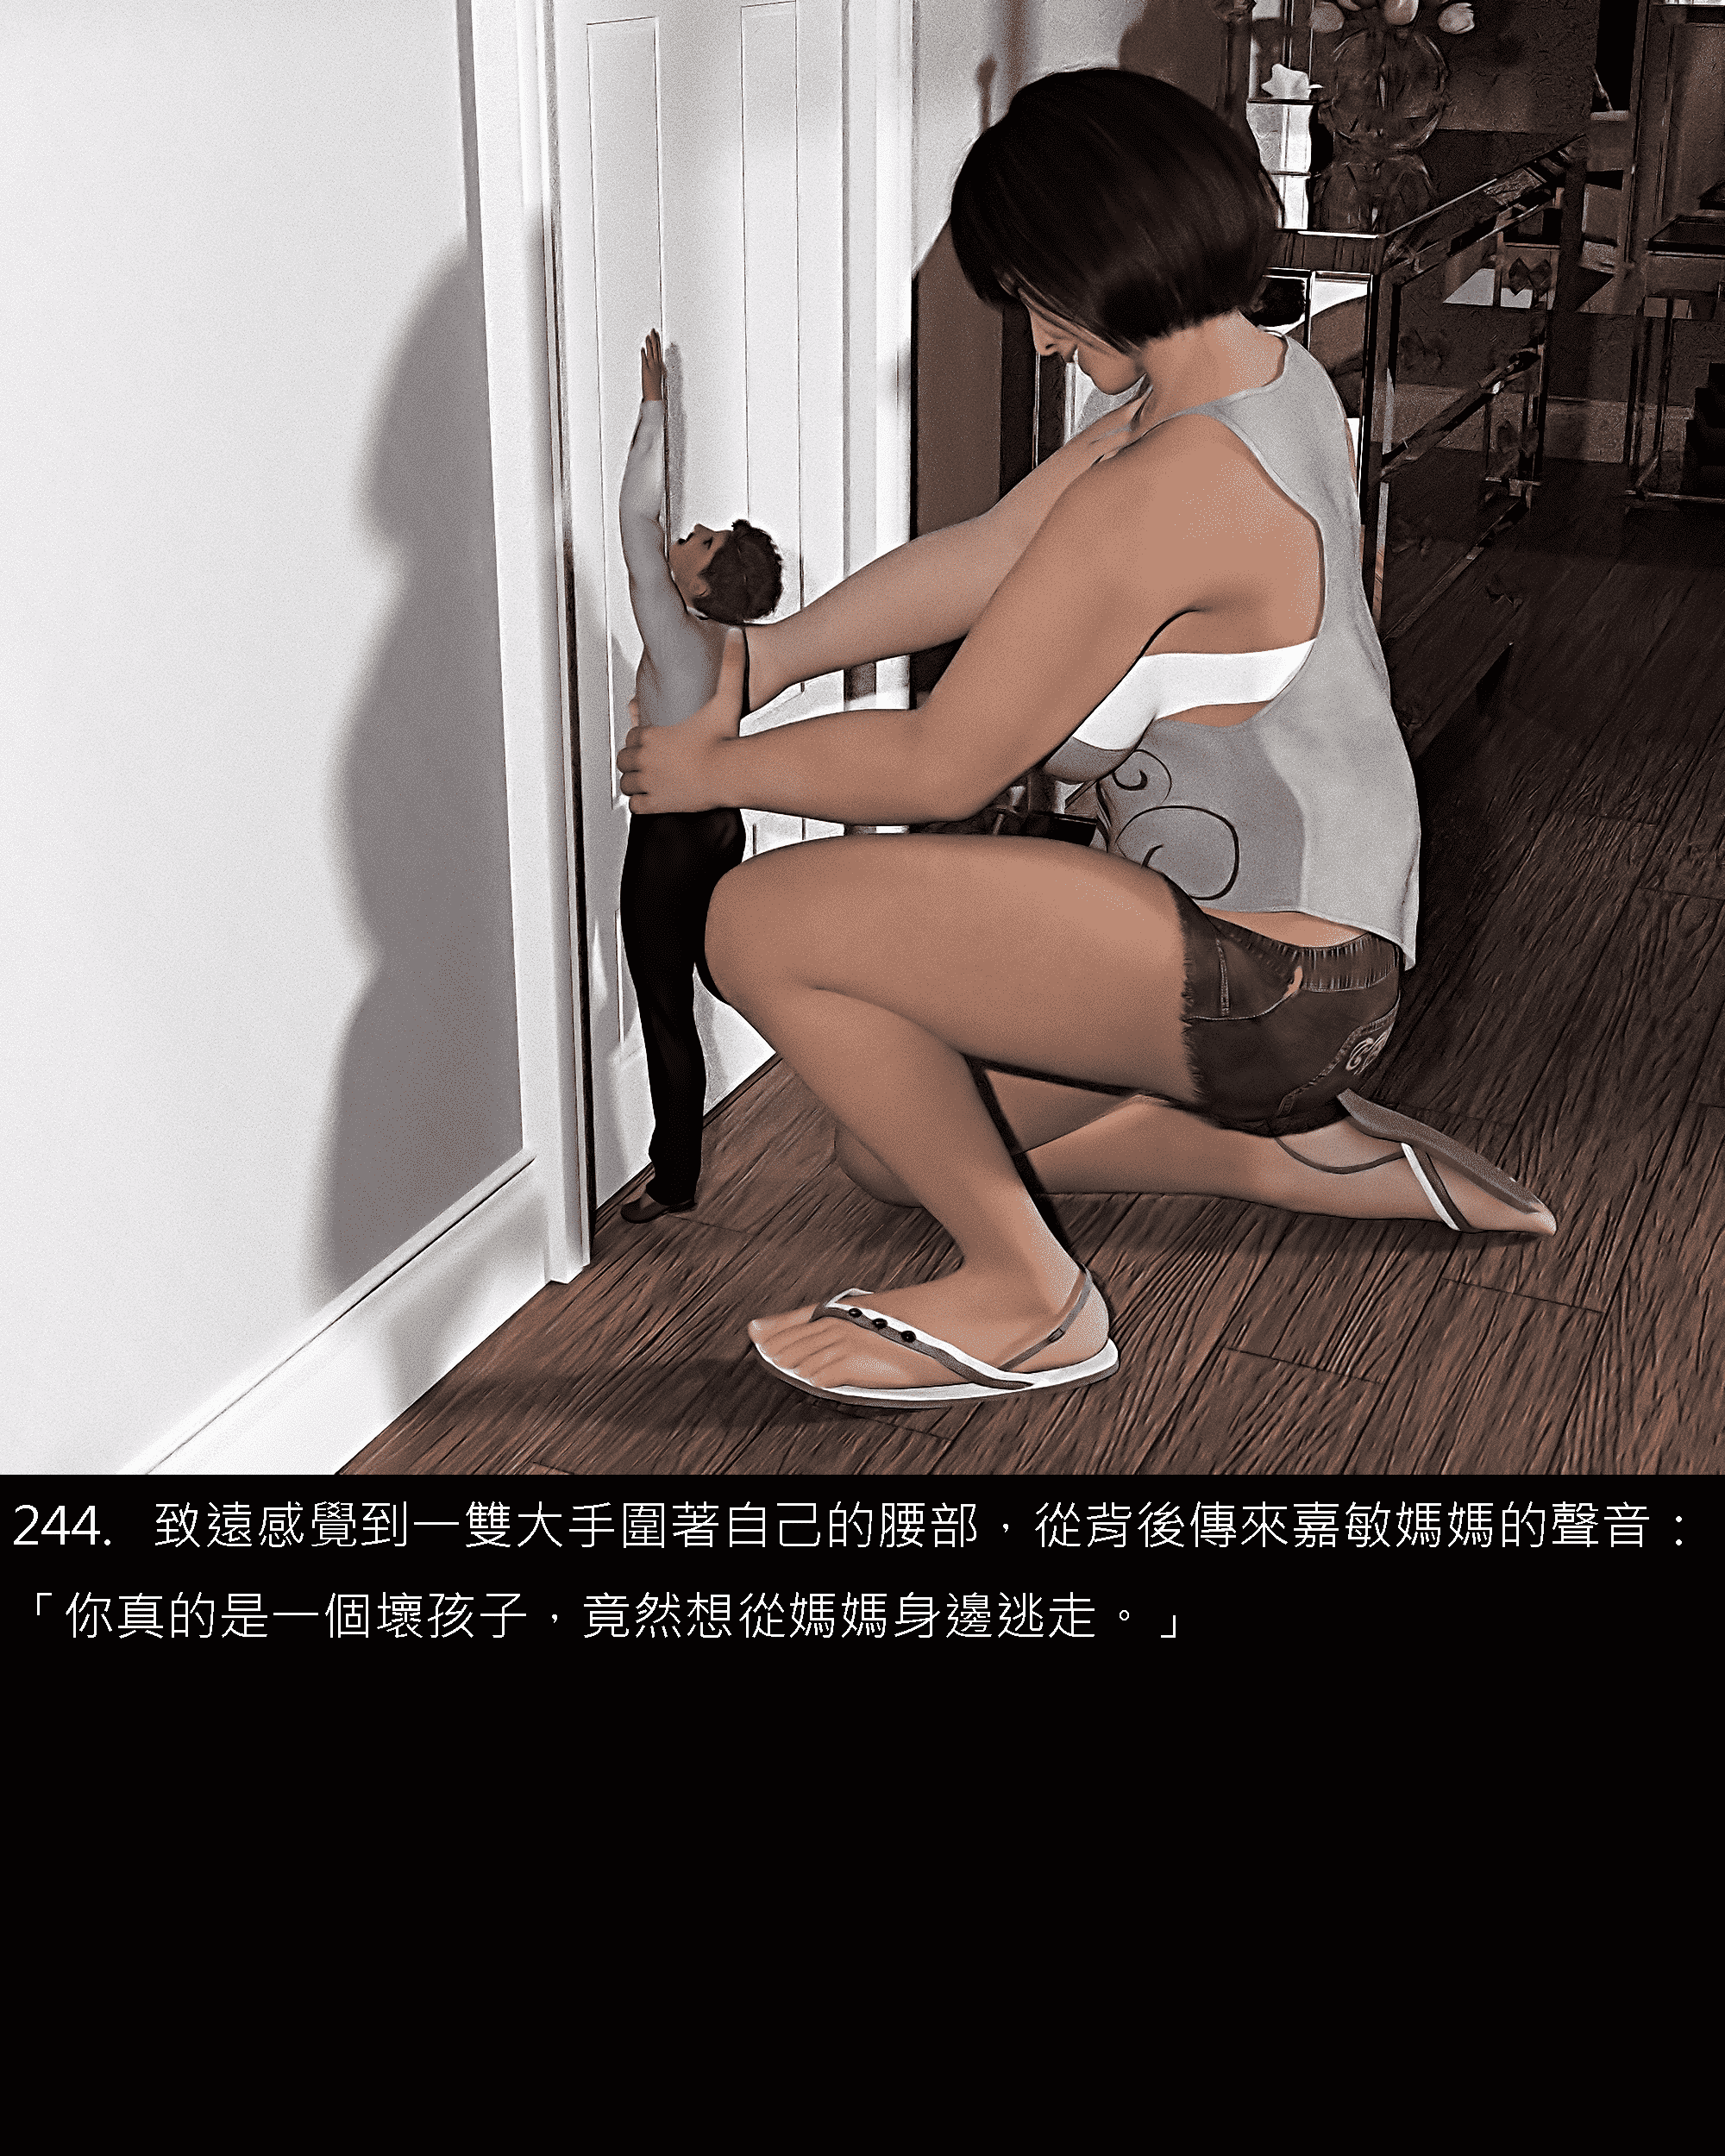 244. 致遠感覺到一雙大手圍著自己的腰部，從背後傳來嘉敏媽媽的聲音：
「你真的是一個壞孩子，竟然想從媽媽身邊逃走。」